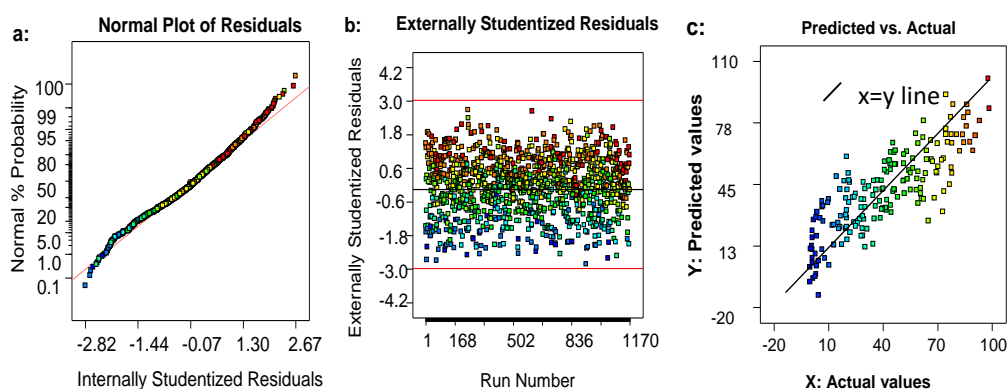 a:
Normal Plot of Residuals
Normal % Probability
100
99
95
80
50
20
5.0
1.0
0.1
-2.82 -1.44 -0.07 1.30 2.67
Internally Studentized Residuals
b:
Externally Studentized Residuals
Externally Studentized Residuals
4.2
3.0
1.8
0.6
-0.6
-1.8
-3.0
-4.2
1 168 502 836 1170
Run Number
c:
Predicted vs. Actual
x=y line
Y: Predicted values
110
78
45
13
-20
-20 10 40 70 100
X: Actual values